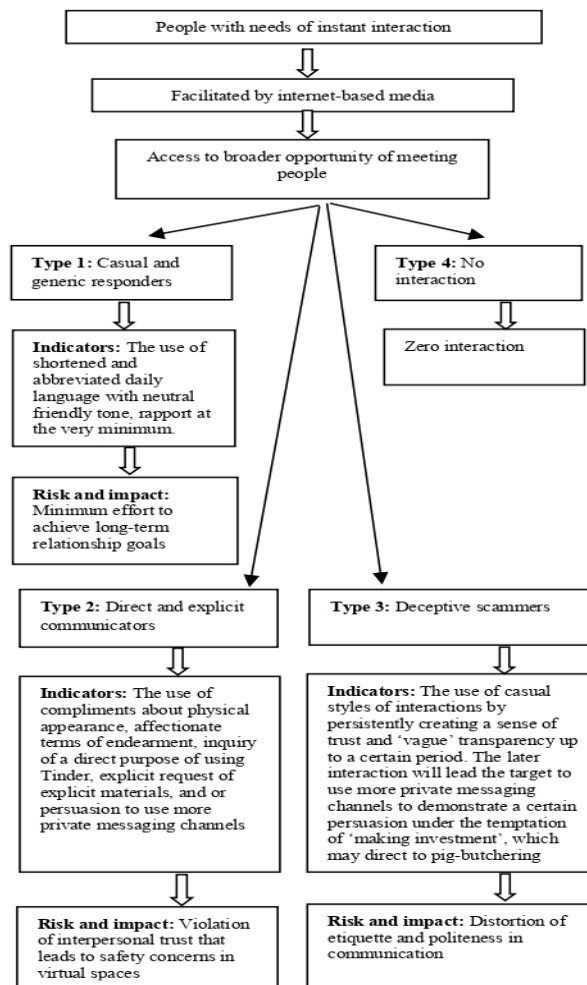 People with needs of instant interaction
Facilitated by internet-based media
Access to broader opportunity of meeting
people
Type 1: Casual and
generic responders
Type 4: No
interaction
Indicators: The use of
shortened and
abbreviated daily
language with neutral
friendly tone, rapport at
the very minimum.
Zero interaction
Risk and impact:
Minimum effort to
achieve long-term
relationship goals
Type 2: Direct and explicit
communicators
Type 3: Deceptive scammers
Indicators: The use of
compliments about physical
appearance, affectionate
terms of endearment, inquiry
of a direct purpose of using
Tinder, explicit request of
explicit materials, and or
persuasion to use more
private messaging channels
Indicators: The use of casual
styles of interactions by
persistently creating a sense of
trust and ‘vague’ transparency up
to a certain period. The later
interaction will lead the target to
use more private messaging
channels to demonstrate a certain
persuasion under the temptation
of ‘making investment’, which
may direct to pig-butchering
Risk and impact: Violation
of interpersonal trust that
leads to safety concerns in
virtual spaces
Risk and impact: Distortion of
etiquette and politeness in
communication